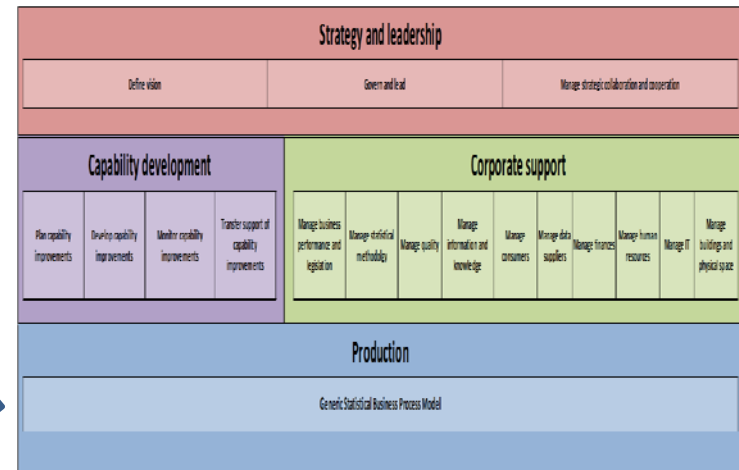 Strategy and leadership
Define vision
Govern and lead
Manage strategic collaboration and cooperation
Capability development
Plan capability
improvements
Develop capability
improvements
Monitor capability
improvements
Transfer support of
capability
improvements
Corporate support
Manage business
performance and
legislation
Manage statistical
methodolgy
Manage quality
Manage
information and
knowledge
Manage
consumers
Manage data
suppliers
Manage finances
Manage human
resources
Manage IT
Manage
buildings and
physical space
Production
Generic Statistical Business Process Model